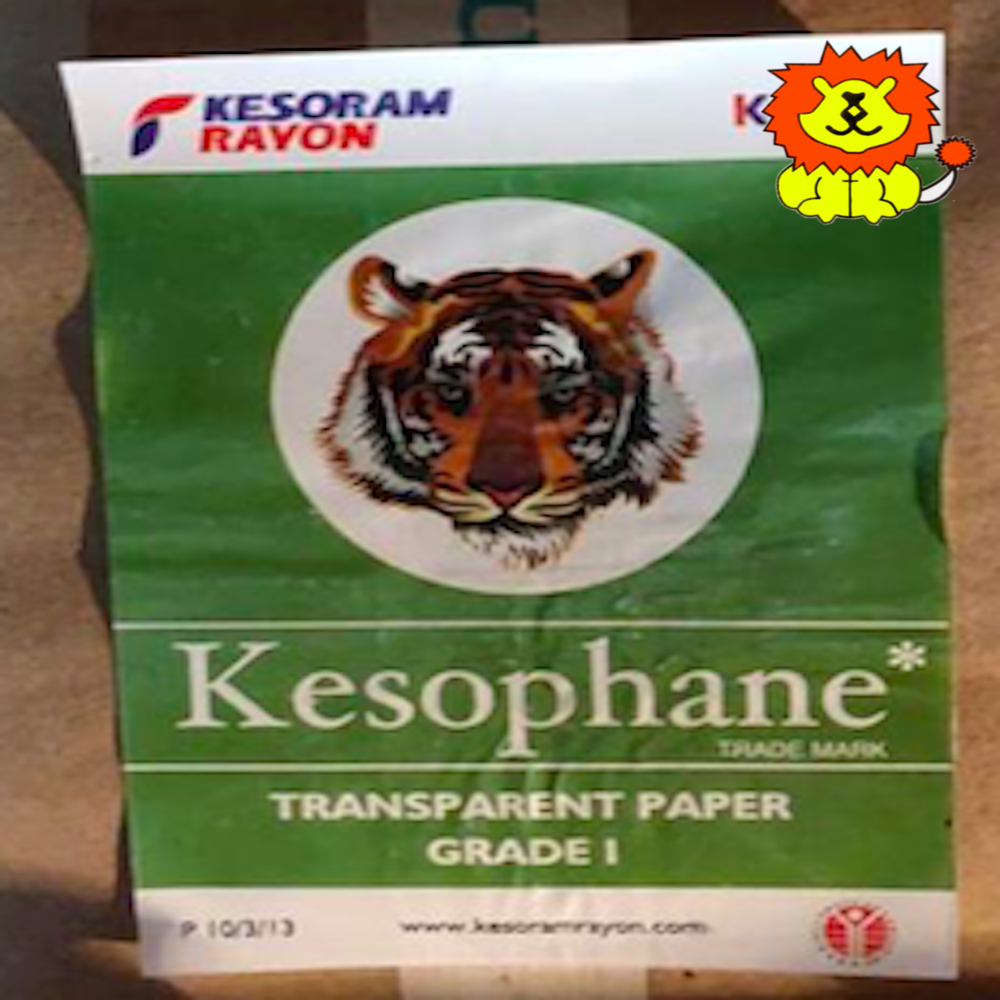 KESORAM
RAYON
K
Kesophane*
TRADE MARK
TRANSPARENT PAPER
GRADE I
P 10/3/13
www.kesoramrayon.com